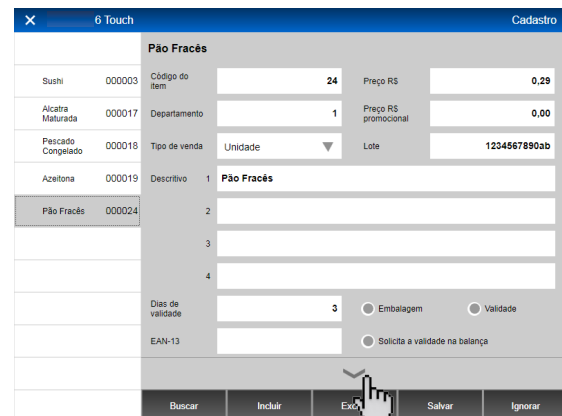 6 Touch Cadastro
Pão Fracês
Sushi 000003
Alcatra Maturada 000017
Pescado Congelado 000018
Azeitona 000019
Pão Fracês 000024
Código do item 24 Preço R$ 0,29
Departamento 1 Preço R$ promocional 0,00
Tipo de venda Unidade Lote 1234567890ab
Descritivo 1 Pão Fracês
2
3
4
Dias de validade 3 Embalagem Validade
EAN-13 Solicita a validade na balança
Buscar Incluir Exc Salvar Ignorar